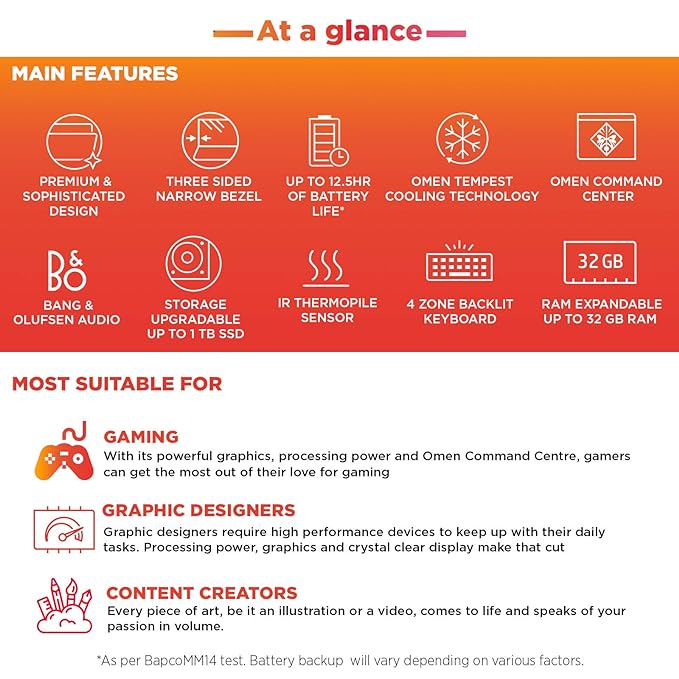 At a glance
MAIN FEATURES
PREMIUM &
SOPHISTICATED
DESIGN
THREE SIDED
NARROW BEZEL
UP TO 12.5HR
OF BATTERY
LIFE*
OMEN TEMPEST
COOLING TECHNOLOGY
OMEN COMMAND
CENTER
B&O
BANG &
OLUFSEN AUDIO
STORAGE
UPGRADABLE
UP TO 1 TB SSD
IR THERMOPILE
SENSOR
4 ZONE BACKLIT
KEYBOARD
32 GB
RAM EXPANDABLE
UP TO 32 GB RAM
MOST SUITABLE FOR
GAMING
With its powerful graphics, processing power and Omen Command Centre, gamers
can get the most out of their love for gaming
GRAPHIC DESIGNERS
Graphic designers require high performance devices to keep up with their daily
tasks. Processing power, graphics and crystal clear display make that cut
CONTENT CREATORS
Every piece of art, be it an illustration or a video, comes to life and speaks of your
passion in volume.
*As per BapcoMM14 test. Battery backup will vary depending on various factors.